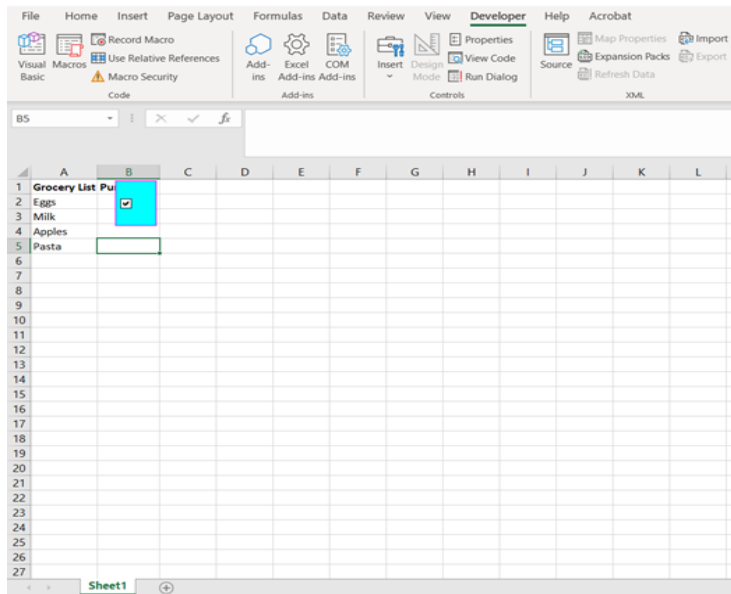 File Home Insert Page Layout Formulas Data Review View Developer Help Acrobat
Visual Basic
Macros
Record Macro
Use Relative References
Macro Security
Code
Add-ins
Excel Add-ins
COM Add-ins
Add-ins
Insert
Design Mode
Properties
View Code
Run Dialog
Controls
Source
Map Properties
Expansion Packs
Refresh Data
Import
Export
XML
B5 fx
A B C D E F G H I J K L
1 Grocery List Pu
2 Eggs
3 Milk
4 Apples
5 Pasta
6
7
8
9
10
11
12
13
14
15
16
17
18
19
20
21
22
23
24
25
26
27
Sheet1